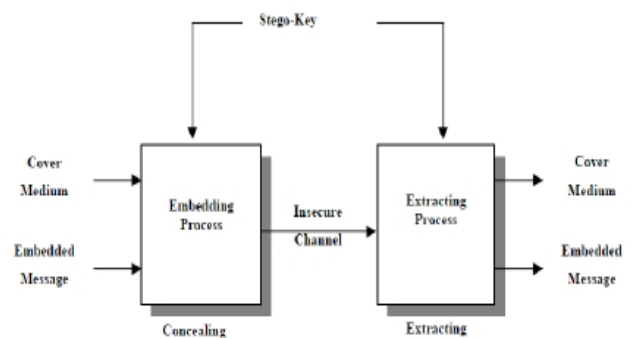 Stego-Key
Cover
Medium
Embedded
Message
Embedding
Process
Concealing
Insecure
Channel
Extracting
Process
Extracting
Cover
Medium
Embedded
Message